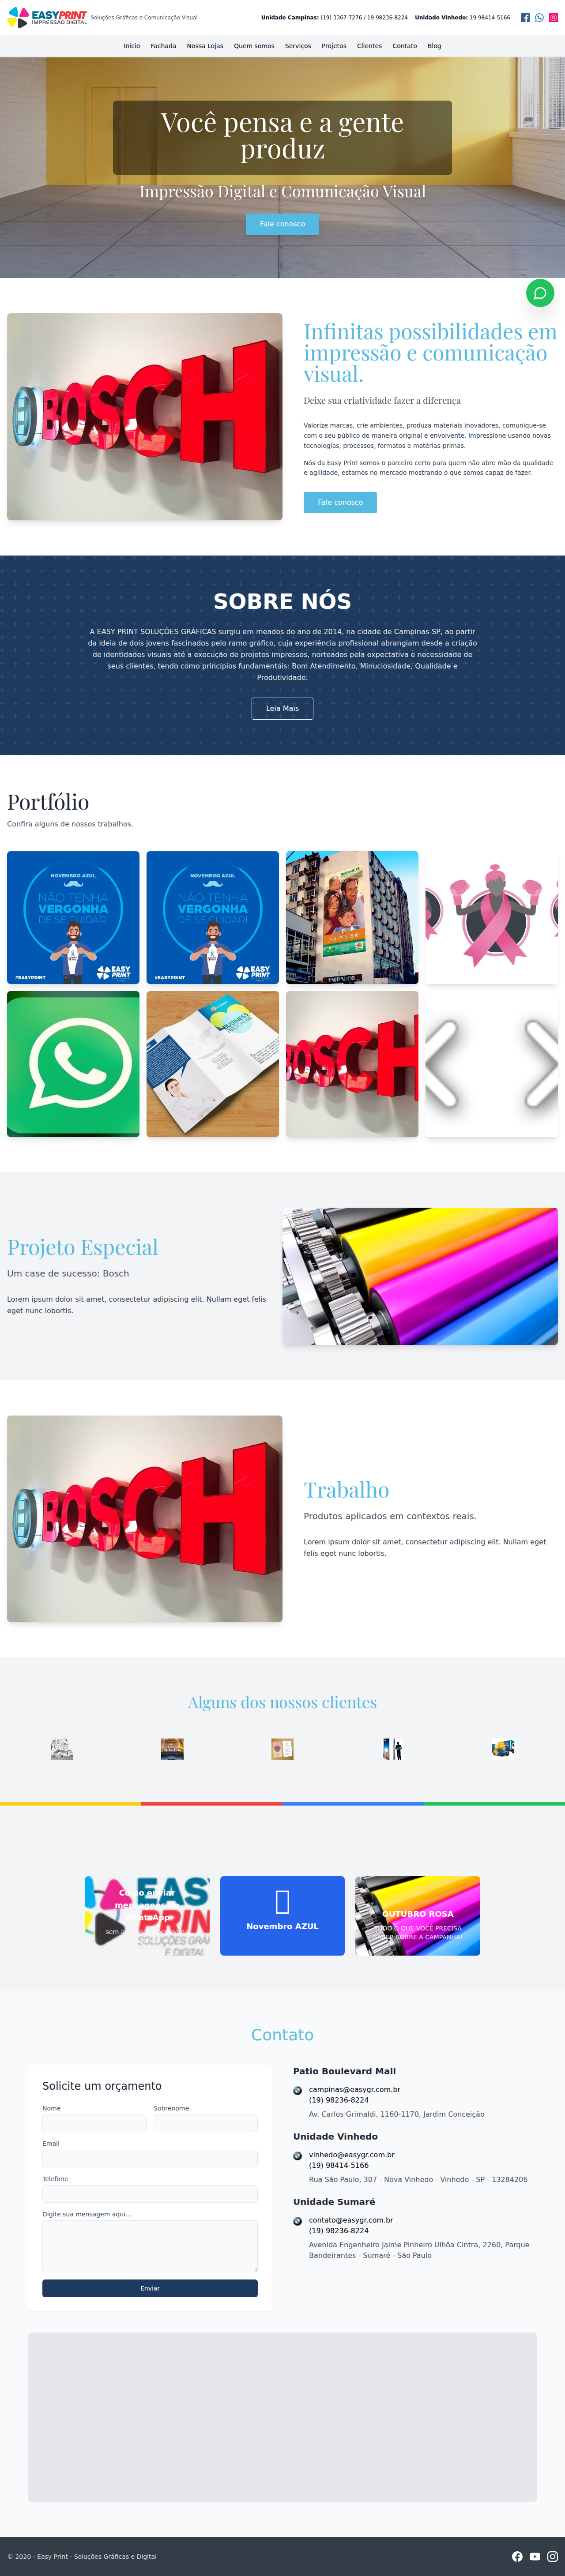 EASYPRINT
IMPRESSÃO DIGITAL
Soluções Gráficas e Comunicação Visual
Unidade Campinas: (19) 3367-7276 / 19 98236-8224
Unidade Vinhedo: 19 98414-5166
Início Fachada Nossa Lojas Quem somos Serviços Projetos Clientes Contato Blog
Você pensa e a gente
produz
Impressão Digital e Comunicação Visual
Fale conosco
BOSCH
Infinitas possibilidades em
impressão e comunicação
visual.
Deixe sua criatividade fazer a diferença
Valorize marcas, crie ambientes, produza materiais inovadores, comunique-se
com o seu público de maneira original e envolvente. Impressione usando novas
tecnologias, processos, formatos e matérias-primas.
Nós da Easy Print somos o parceiro certo para quem não abre mão da qualidade
e agilidade, estamos no mercado mostrando o que somos capaz de fazer.
Fale conosco
SOBRE NÓS
A EASY PRINT SOLUÇÕES GRÁFICAS surgiu em meados do ano de 2014, na cidade de Campinas-SP, ao partir
da ideia de dois jovens fascinados pelo ramo gráfico, cuja experiência profissional abrangiam desde a criação
de identidades visuais até a execução de projetos impressos, norteados pela expectativa e necessidade de
seus clientes, tendo como princípios fundamentais: Bom Atendimento, Minuciosidade, Qualidade e
Produtividade.
Leia Mais
Portfólio
Confira alguns de nossos trabalhos.
NOVEMBRO AZUL
NÃO TENHA
VERGONHA
DE SE CUIDAR!
#EASYPRINT
EASY
PRINT
NOVEMBRO AZUL
NÃO TENHA
VERGONHA
DE SE CUIDAR!
#EASYPRINT
EASY
PRINT
BUSINESS
BROCHURE
BOSCH
Projeto Especial
Um case de sucesso: Bosch
Lorem ipsum dolor sit amet, consectetur adipiscing elit. Nullam eget felis
eget nunc lobortis.
BOSCH
Trabalho
Produtos aplicados em contextos reais.
Lorem ipsum dolor sit amet, consectetur adipiscing elit. Nullam eget
felis eget nunc lobortis.
Alguns dos nossos clientes
Como enviar
WhatsApp
sem
SOLUÇÕES
E DIGITAL
Novembro AZUL
OUTUBRO ROSA
TUDO O QUE VOCÊ PRECISA
SABER SOBRE A CAMPANHA!
Contato
Solicite um orçamento
Nome
Sobrenome
Email
Telefone
Digite sua mensagem aqui...
Enviar
Patio Boulevard Mall
campinas@easygr.com.br
(19) 98236-8224
Av. Carlos Grimaldi, 1160-1170, Jardim Conceição
Unidade Vinhedo
vinhedo@easygr.com.br
(19) 98414-5166
Rua São Paulo, 307 - Nova Vinhedo - Vinhedo - SP - 13284206
Unidade Sumaré
contato@easygr.com.br
(19) 98236-8224
Avenida Engenheiro Jaime Pinheiro Ulhôa Cintra, 2260, Parque
Bandeirantes - Sumaré - São Paulo
© 2020 - Easy Print - Soluções Gráficas e Digital